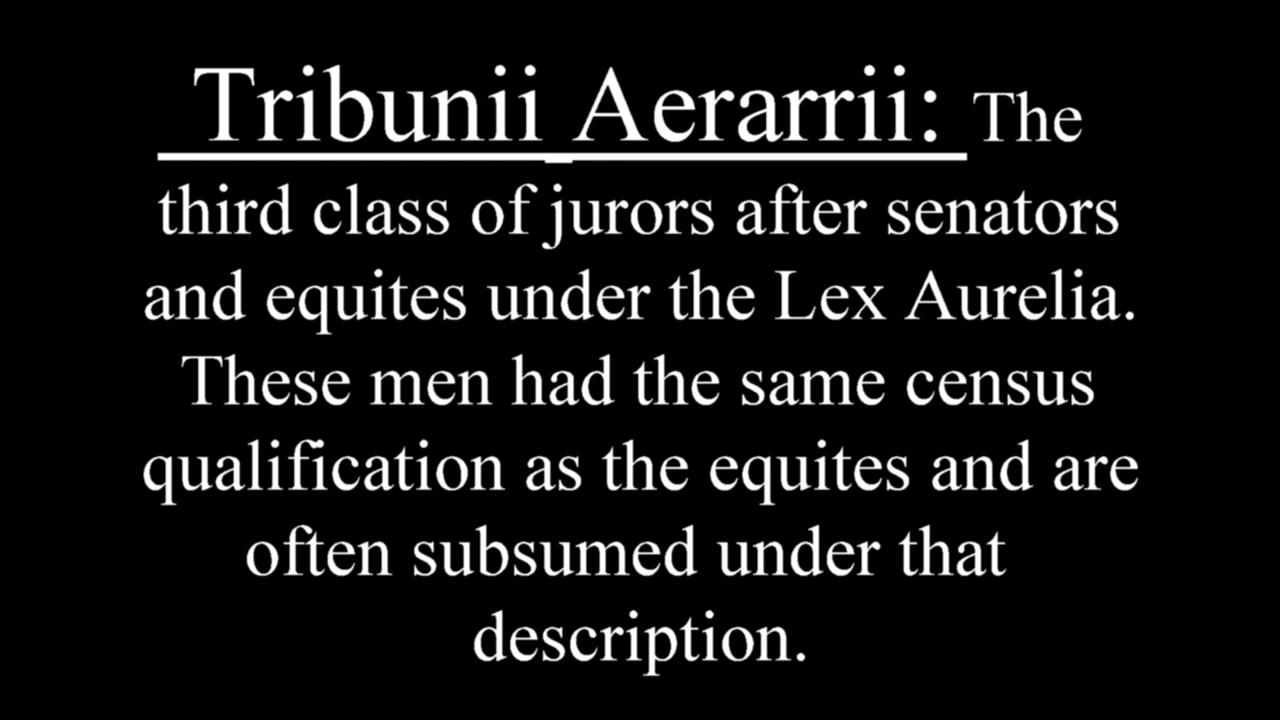 Tribunii Aerarrii: The
third class of jurors after senators
and equites under the Lex Aurelia.
These men had the same census
qualification as the equites and are
often subsumed under that
description.